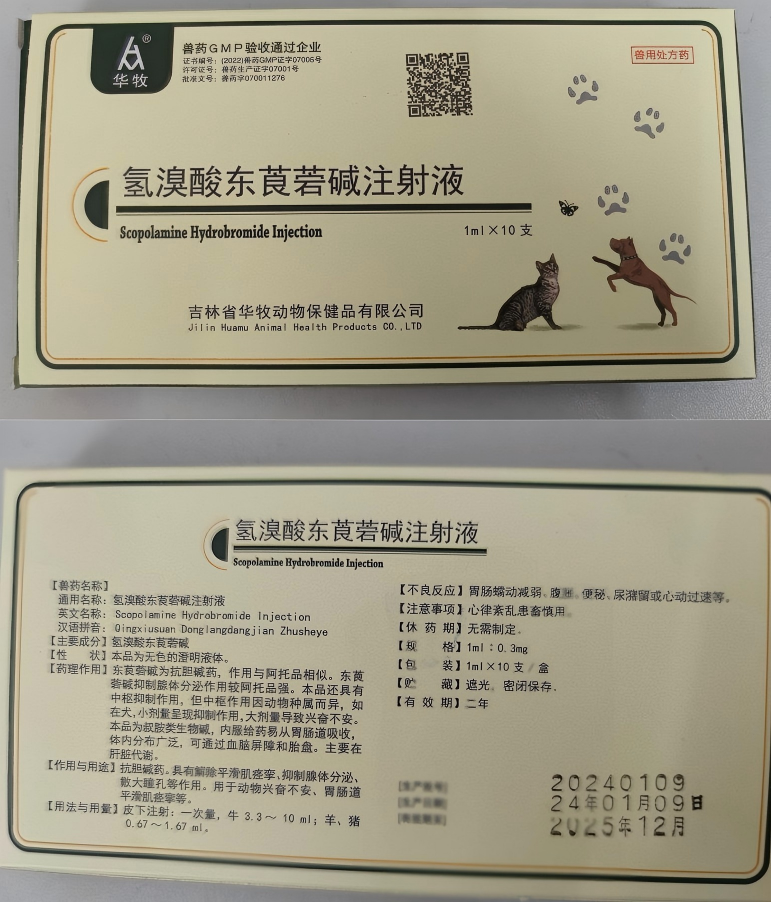 华牧®
兽药GMP验收通过企业
证书编号：(2022)兽药GMP证字07006号
许可证号：兽药生产证字07001号
批准文号：兽药字070011276
兽用处方药
氢溴酸东莨菪碱注射液
Scopolamine Hydrobromide Injection
1ml×10支
吉林省华牧动物保健品有限公司
Jilin Huamu Animal Health Products CO.,LTD
氢溴酸东莨菪碱注射液
Scopolamine Hydrobromide Injection
【兽药名称】
通用名称：氢溴酸东莨菪碱注射液
英文名称：Scopolamine Hydrobromide Injection
汉语拼音：Qingxiusuan Donglangdangjian Zhusheye
【主要成分】氢溴酸东莨菪碱
【性 状】本品为无色的澄明液体。
【药理作用】东莨菪碱为抗胆碱药，作用与阿托品相似。东莨
菪碱抑制腺体分泌作用较阿托品强。本品还具有
中枢抑制作用，但中枢作用因动物种属而异，如
在犬，小剂量呈现抑制作用，大剂量导致兴奋不安。
本品为叔胺类生物碱，内服给药易从胃肠道吸收，
体内分布广泛，可通过血脑屏障和胎盘。主要在
肝脏代谢。
【作用与用途】抗胆碱药。具有解除平滑肌痉挛、抑制腺体分泌、
散大瞳孔等作用。用于动物兴奋不安、胃肠道
平滑肌痉挛等。
【用法与用量】皮下注射：一次量，牛 3.3～10 ml；羊、猪
0.67～1.67 ml。
【不良反应】胃肠蠕动减弱、腹胀、便秘、尿潴留或心动过速等。
【注意事项】心律紊乱患畜慎用。
【休 药 期】无需制定。
【规 格】1ml：0.3mg
【包 装】1ml×10支／盒
【贮 藏】遮光，密闭保存.
【有 效 期】二年
【生产批号】 20240109
【生产日期】 24年01月09日
【有效期至】 2025年12月